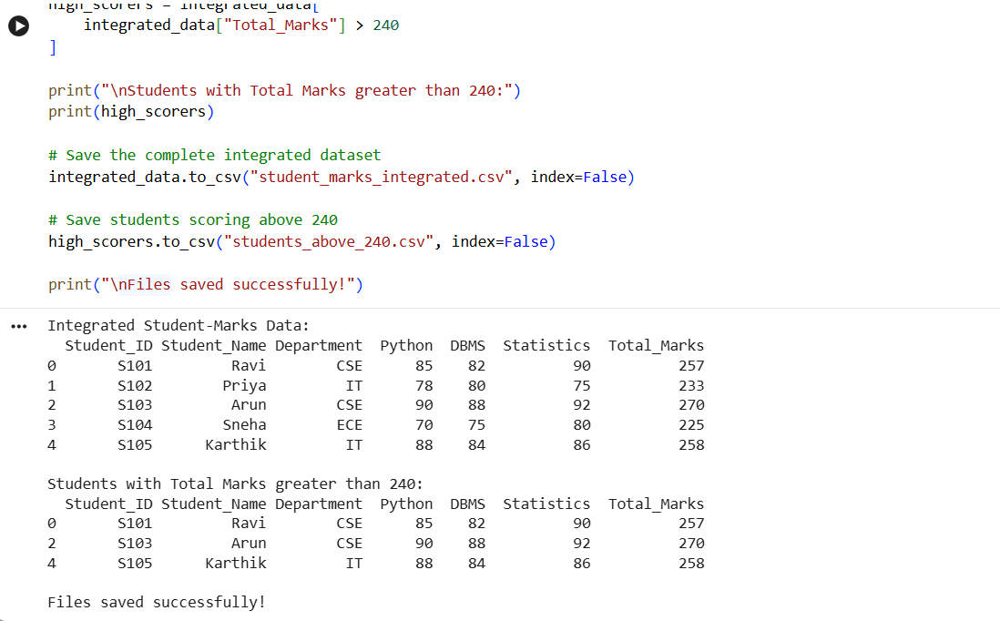 high_scorers = integrated_data[
    integrated_data["Total_Marks"] > 240
]

print("\nStudents with Total Marks greater than 240:")
print(high_scorers)

# Save the complete integrated dataset
integrated_data.to_csv("student_marks_integrated.csv", index=False)

# Save students scoring above 240
high_scorers.to_csv("students_above_240.csv", index=False)

print("\nFiles saved successfully!")

Integrated Student-Marks Data:
  Student_ID Student_Name Department  Python  DBMS  Statistics  Total_Marks
0       S101         Ravi        CSE      85    82          90          257
1       S102        Priya         IT      78    80          75          233
2       S103         Arun        CSE      90    88          92          270
3       S104        Sneha        ECE      70    75          80          225
4       S105      Karthik         IT      88    84          86          258

Students with Total Marks greater than 240:
  Student_ID Student_Name Department  Python  DBMS  Statistics  Total_Marks
0       S101         Ravi        CSE      85    82          90          257
2       S103         Arun        CSE      90    88          92          270
4       S105      Karthik         IT      88    84          86          258

Files saved successfully!